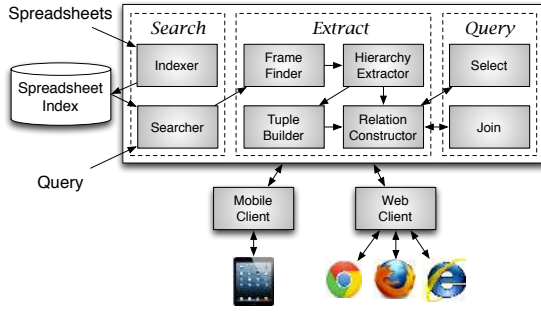 Spreadsheets
Search
Extract
Query
Indexer
Frame
Finder
Hierarchy
Extractor
Select
Spreadsheet
Index
Searcher
Tuple
Builder
Relation
Constructor
Join
Query
Mobile
Client
Web
Client